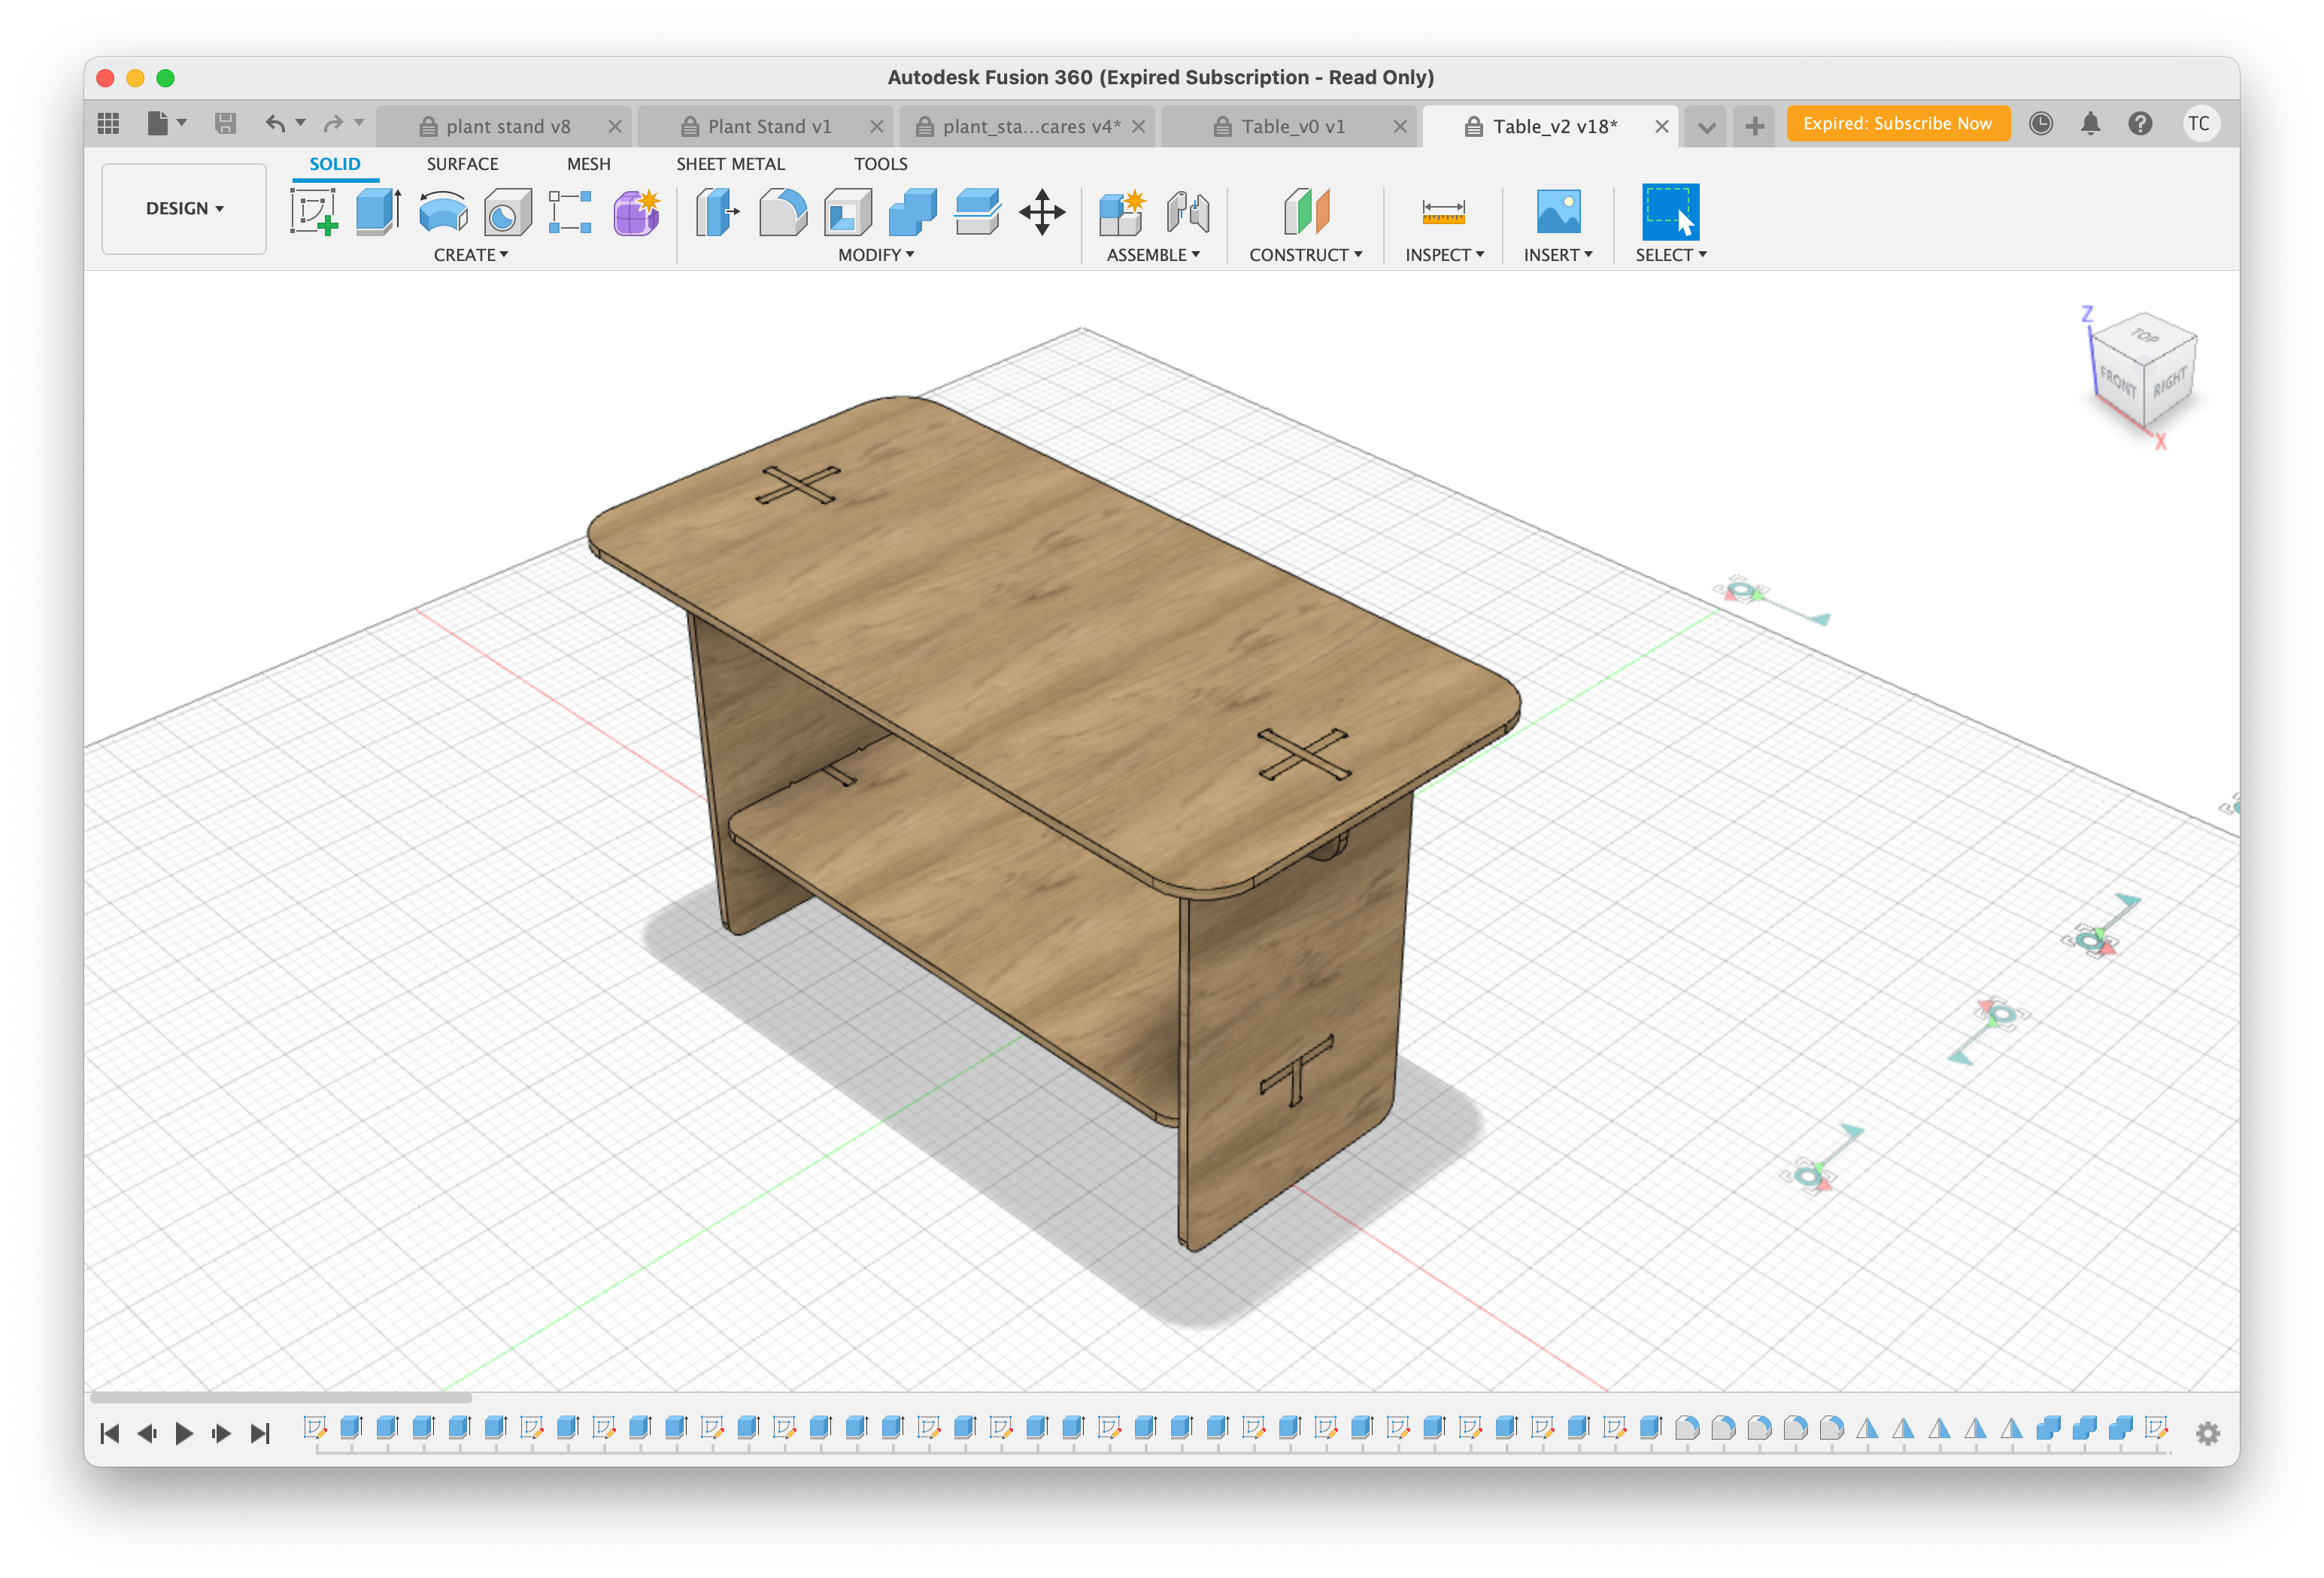 Autodesk Fusion 360 (Expired Subscription - Read Only)
plant stand v8
Plant Stand v1
plant_sta...cares v4*
Table_v0 v1
Table_v2 v18*
Expired: Subscribe Now
TC
SOLID
SURFACE
MESH
SHEET METAL
TOOLS
DESIGN
CREATE
MODIFY
ASSEMBLE
CONSTRUCT
INSPECT
INSERT
SELECT
Z
TOP
FRONT
RIGHT
X